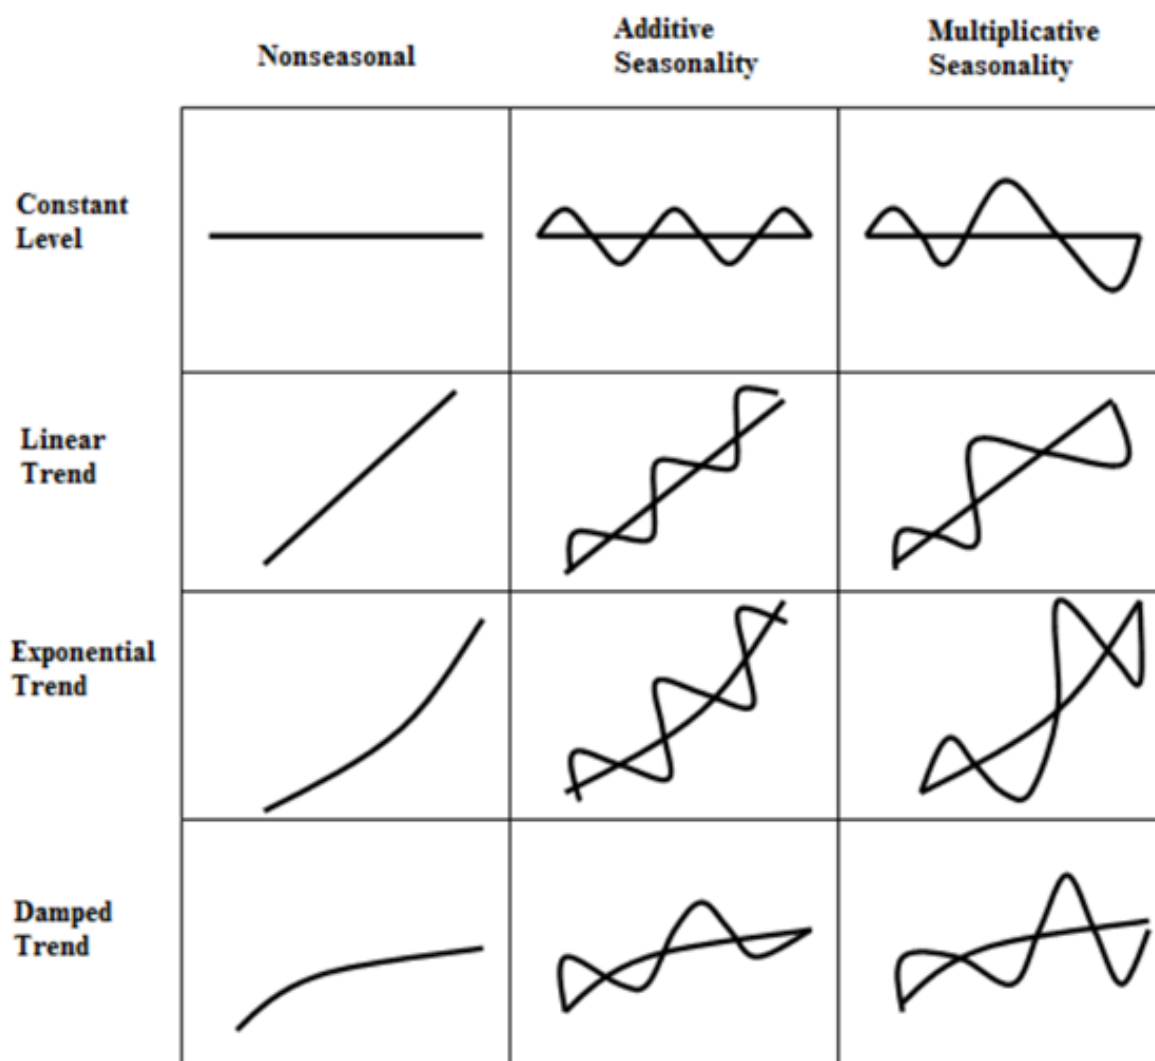 Nonseasonal
Additive
Seasonality
Multiplicative
Seasonality
Constant
Level
Linear
Trend
Exponential
Trend
Damped
Trend